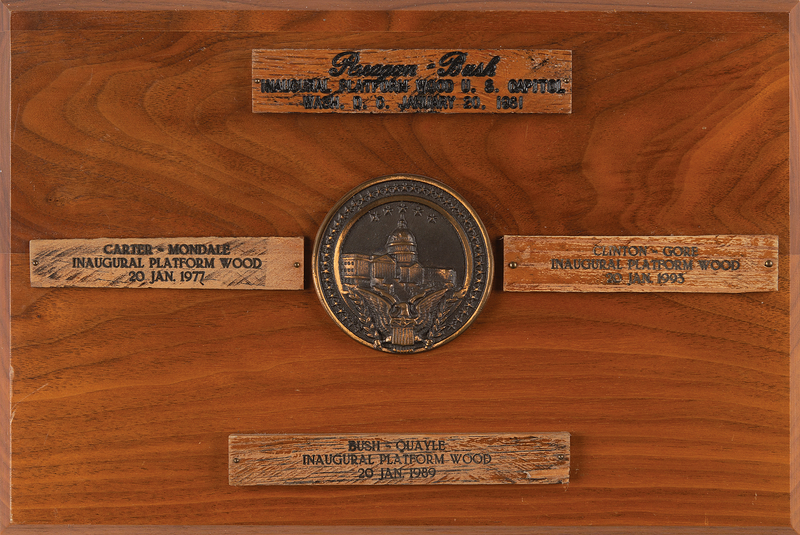 Reagan - Bush
INAUGURAL PLATFORM WOOD U. S. CAPITOL
WASH. D. C. JANUARY 20, 1981
CARTER - MONDALE
INAUGURAL PLATFORM WOOD
20 JAN. 1977
CLINTON - GORE
INAUGURAL PLATFORM WOOD
20 JAN. 1993
BUSH - QUAYLE
INAUGURAL PLATFORM WOOD
20 JAN. 1989